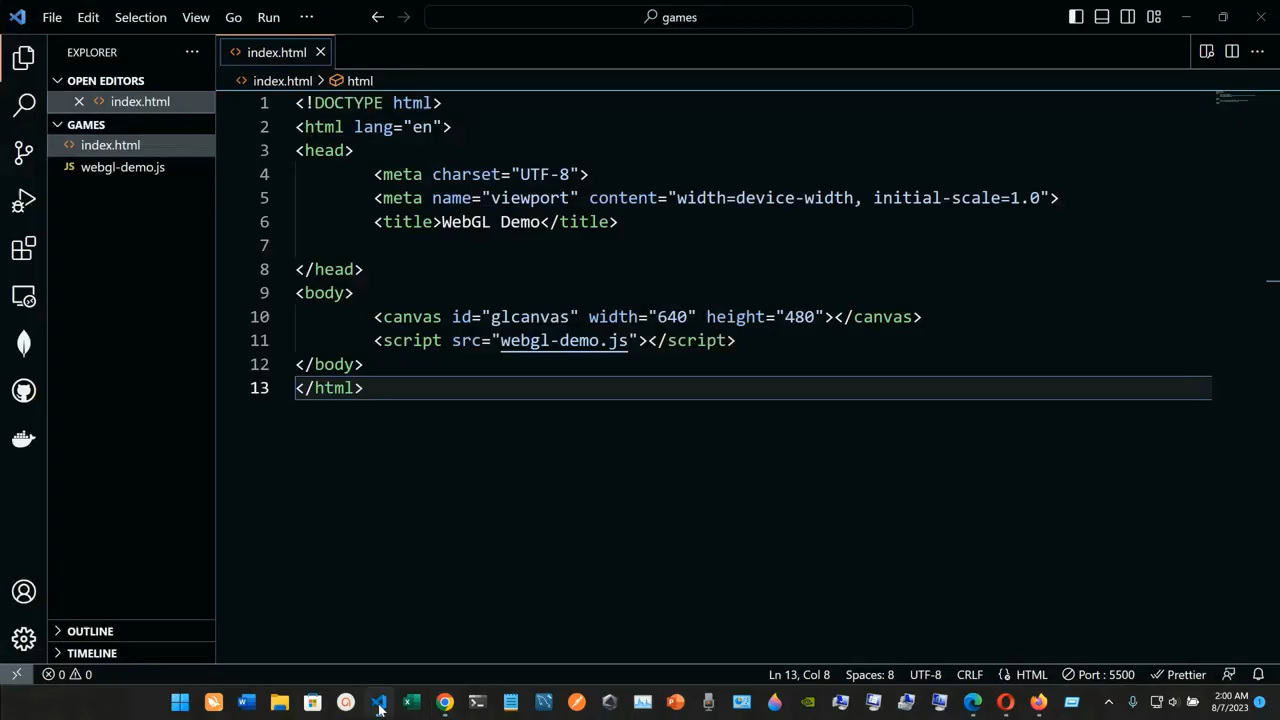 File Edit Selection View Go Run ···
games
EXPLORER ···
OPEN EDITORS
index.html
GAMES
index.html
JS webgl-demo.js
OUTLINE
TIMELINE
index.html
index.html > html
1 <!DOCTYPE html>
2 <html lang="en">
3 <head>
4 <meta charset="UTF-8">
5 <meta name="viewport" content="width=device-width, initial-scale=1.0">
6 <title>WebGL Demo</title>
7
8 </head>
9 <body>
10 <canvas id="glcanvas" width="640" height="480"></canvas>
11 <script src="webgl-demo.js"></script>
12 </body>
13 </html>
0 0
Ln 13, Col 8 Spaces: 8 UTF-8 CRLF HTML Port : 5500 Prettier
2:00 AM
8/7/2023